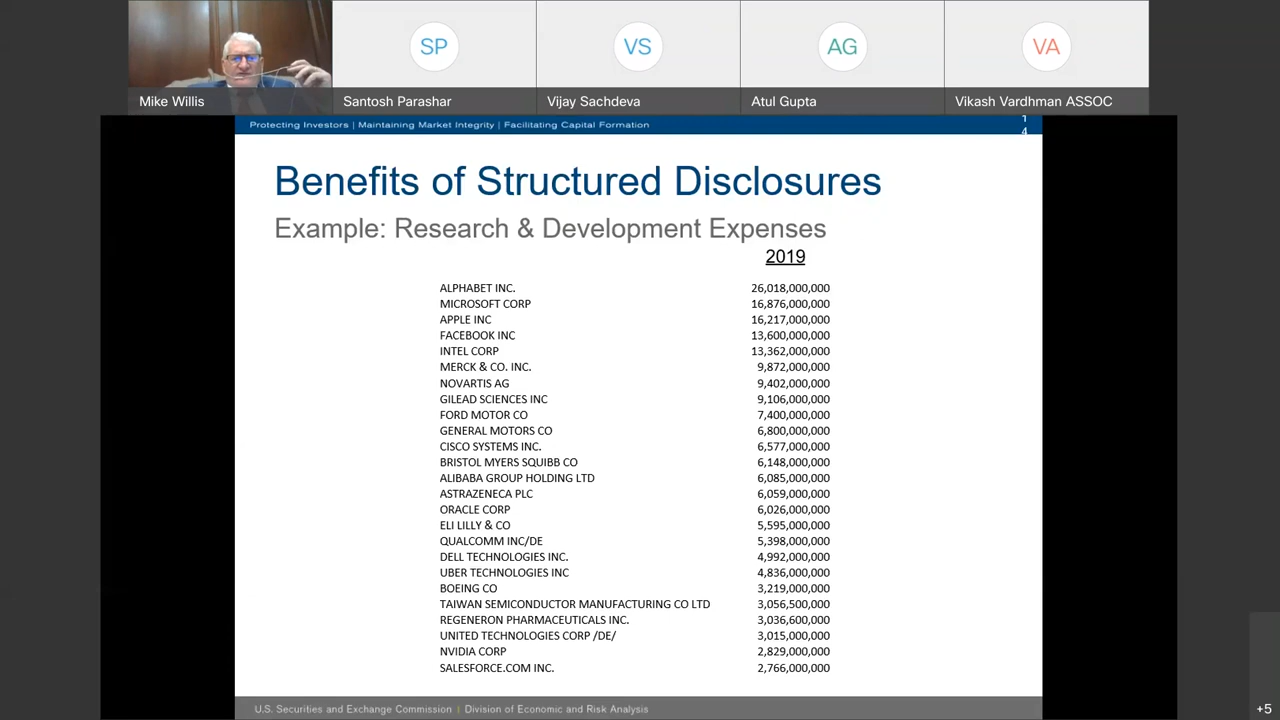 SP
VS
AG
VA
Mike Willis
Santosh Parashar
Vijay Sachdeva
Atul Gupta
Vikash Vardhman ASSOC
Protecting Investors | Maintaining Market Integrity | Facilitating Capital Formation
1
4
Benefits of Structured Disclosures
Example: Research & Development Expenses
2019
ALPHABET INC. 26,018,000,000
MICROSOFT CORP 16,876,000,000
APPLE INC 16,217,000,000
FACEBOOK INC 13,600,000,000
INTEL CORP 13,362,000,000
MERCK & CO. INC. 9,872,000,000
NOVARTIS AG 9,402,000,000
GILEAD SCIENCES INC 9,106,000,000
FORD MOTOR CO 7,400,000,000
GENERAL MOTORS CO 6,800,000,000
CISCO SYSTEMS INC. 6,577,000,000
BRISTOL MYERS SQUIBB CO 6,148,000,000
ALIBABA GROUP HOLDING LTD 6,085,000,000
ASTRAZENECA PLC 6,059,000,000
ORACLE CORP 6,026,000,000
ELI LILLY & CO 5,595,000,000
QUALCOMM INC/DE 5,398,000,000
DELL TECHNOLOGIES INC. 4,992,000,000
UBER TECHNOLOGIES INC 4,836,000,000
BOEING CO 3,219,000,000
TAIWAN SEMICONDUCTOR MANUFACTURING CO LTD 3,056,500,000
REGENERON PHARMACEUTICALS INC. 3,036,600,000
UNITED TECHNOLOGIES CORP /DE/ 3,015,000,000
NVIDIA CORP 2,829,000,000
SALESFORCE.COM INC. 2,766,000,000
U.S. Securities and Exchange Commission | Division of Economic and Risk Analysis
+5